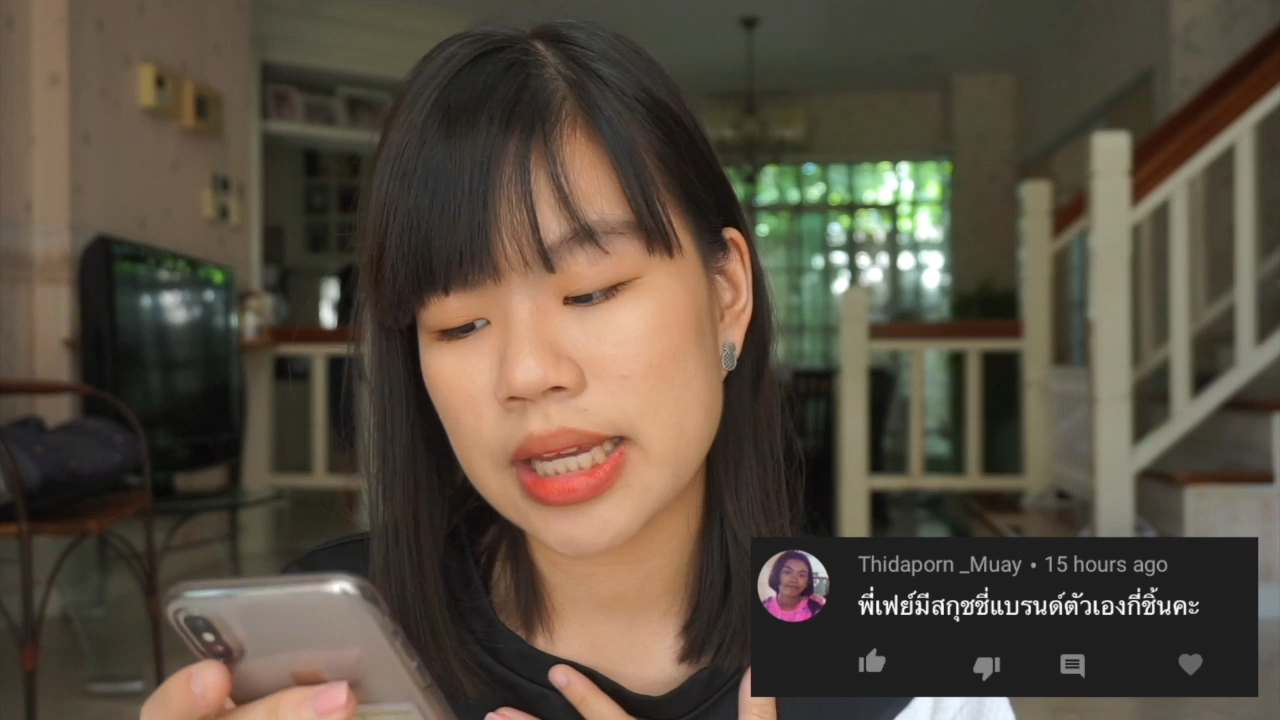 Thidaporn _Muay • 15 hours ago
พี่เฟย์มีสกุชชี่แบรนด์ตัวเองกี่ชิ้นคะ